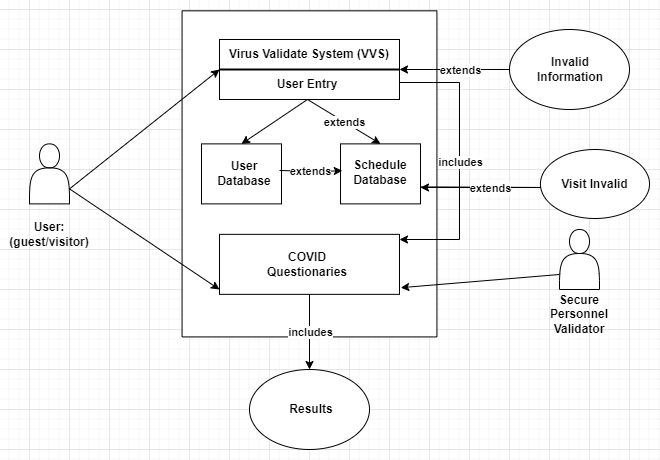 Virus Validate System (VVS)
User Entry
extends
Invalid
Information
extends
User
Database
extends
Schedule
Database
includes
extends
Visit Invalid
User:
(guest/visitor)
COVID
Questionaries
Secure
Personnel
Validator
includes
Results